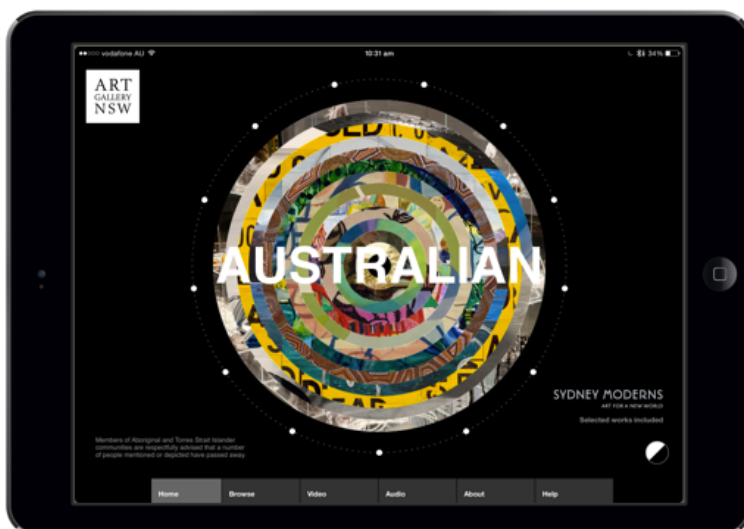 vodafone AU
10:31 am
34%
ART
GALLERY
NSW
AUSTRALIAN
SYDNEY MODERNS
ART FOR A NEW WORLD
Selected works included
Members of Aboriginal and Torres Strait Islander
communities are respectfully advised that a number
of people mentioned or depicted have passed away.
Home
Browse
Video
Audio
About
Help